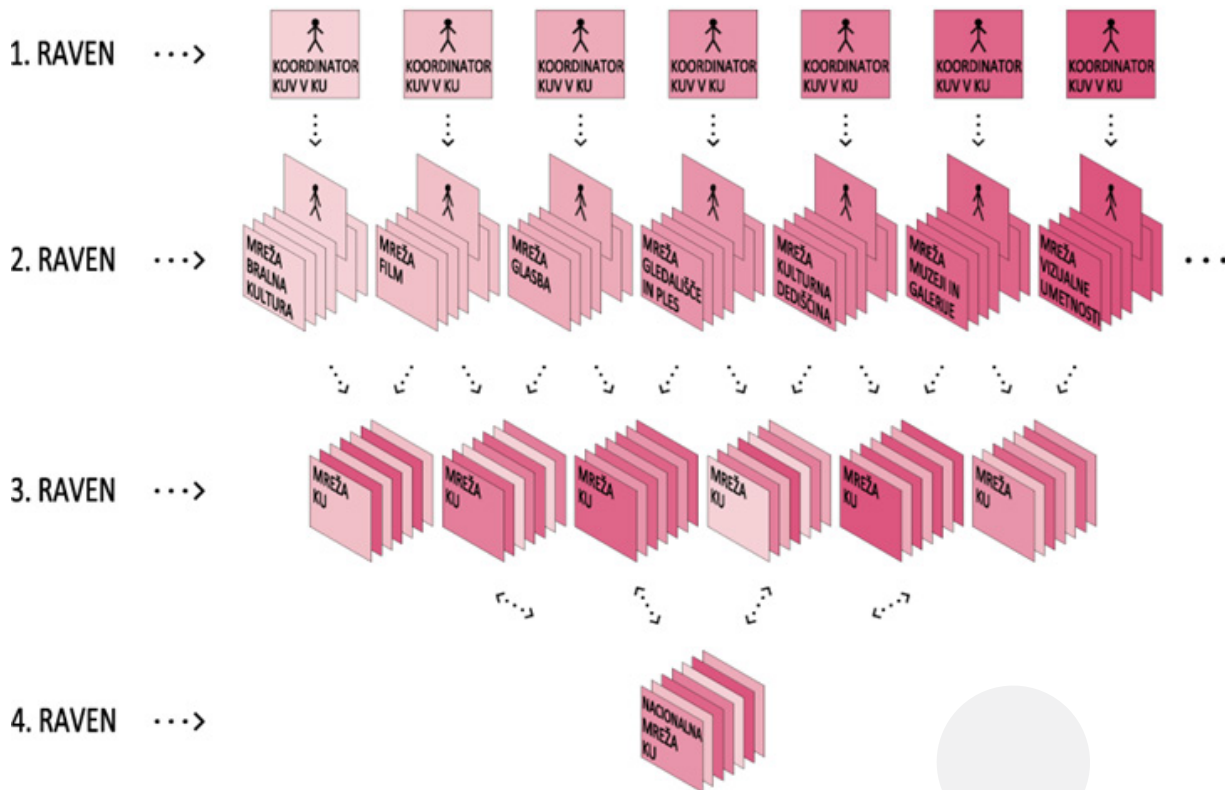 1. RAVEN
KOORDINATOR
KUV V KU
KOORDINATOR
KUV V KU
KOORDINATOR
KUV V KU
KOORDINATOR
KUV V KU
KOORDINATOR
KUV V KU
KOORDINATOR
KUV V KU
KOORDINATOR
KUV V KU
2. RAVEN
MREŽA
BRALNA
KULTURA
MREŽA
FILM
MREŽA
GLASBA
MREŽA
GLEDALIŠČE
IN PLES
MREŽA
KULTURNA
DEDIŠČINA
MREŽA
MUZEJI IN
GALERIJE
MREŽA
VIZUALNE
UMETNOSTI
3. RAVEN
MREŽA
KU
MREŽA
KU
MREŽA
KU
MREŽA
KU
MREŽA
KU
MREŽA
KU
4. RAVEN
NACIONALNA
MREŽA
KU